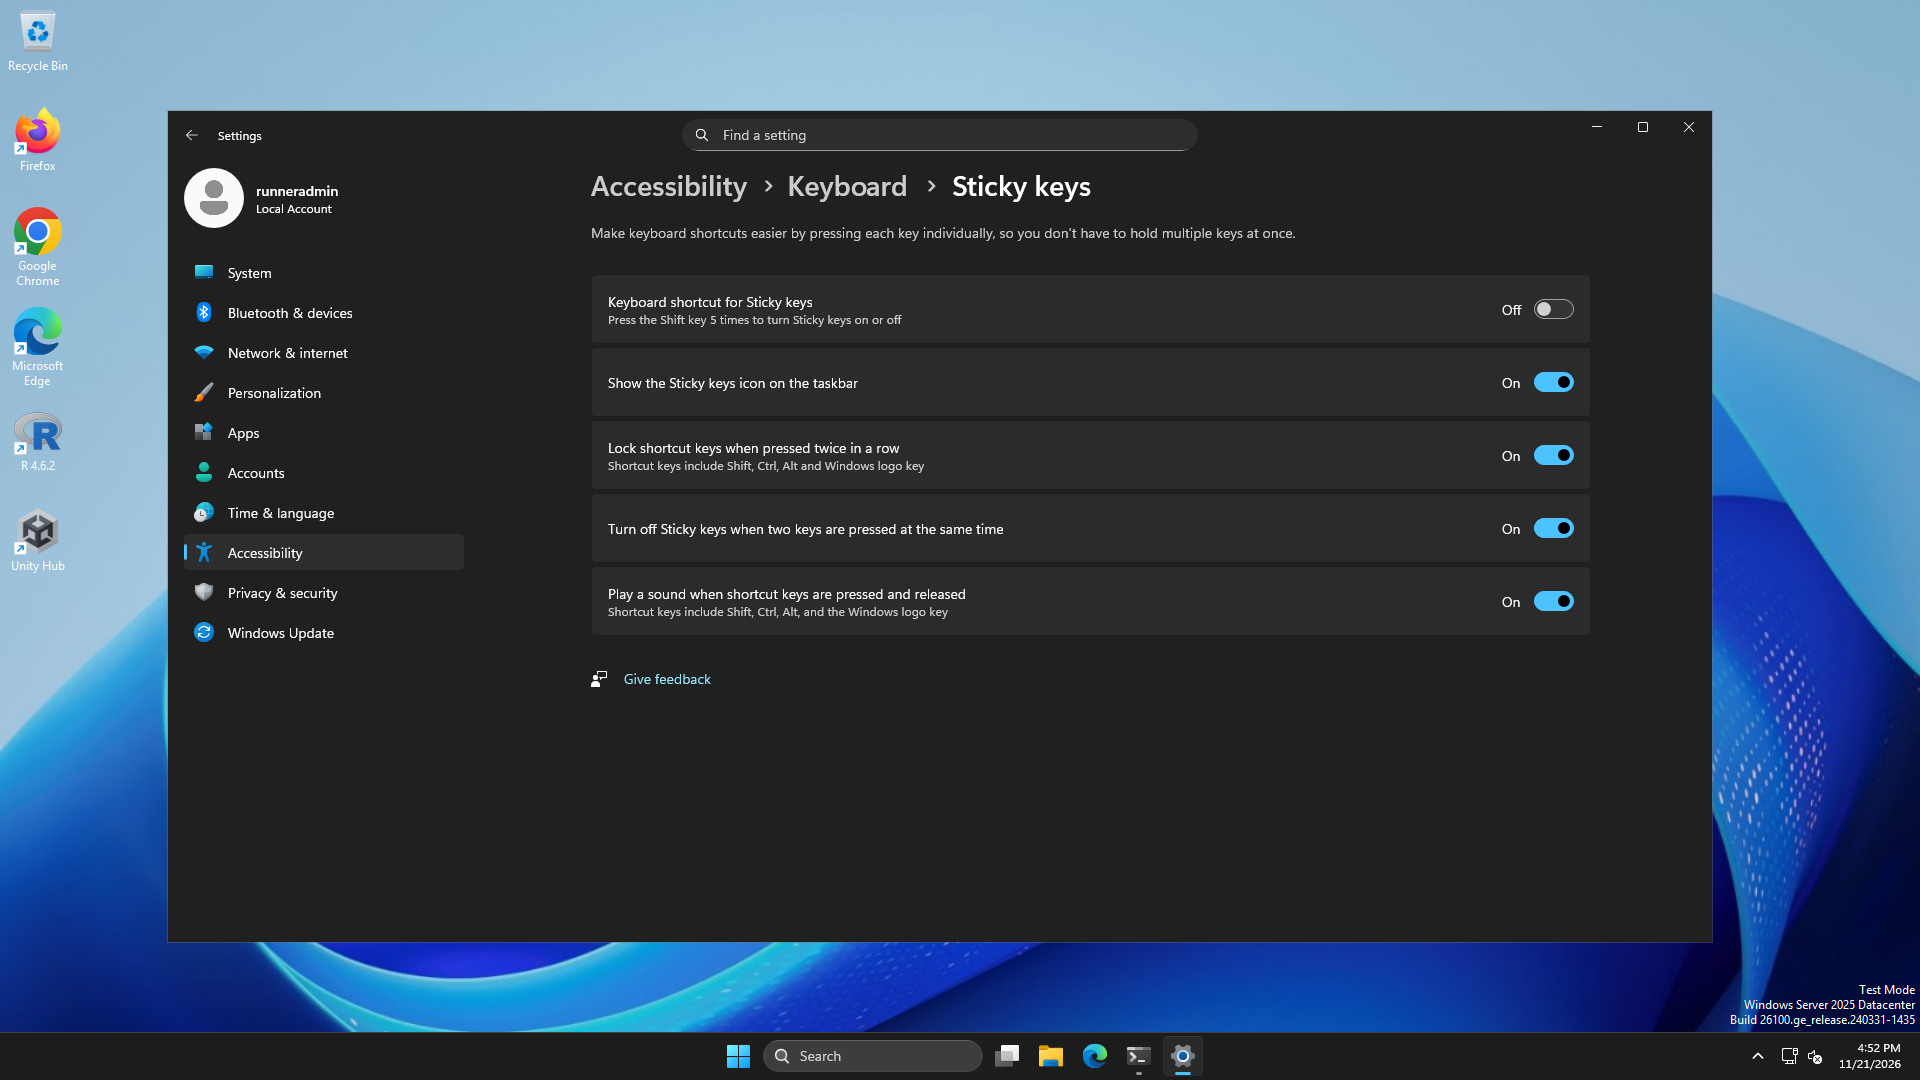 Recycle Bin
Firefox
Google
Chrome
Microsoft
Edge
R 4.6.2
Unity Hub
Settings
Find a setting
runneradmin
Local Account
System
Bluetooth & devices
Network & internet
Personalization
Apps
Accounts
Time & language
Accessibility
Privacy & security
Windows Update
Accessibility > Keyboard > Sticky keys
Make keyboard shortcuts easier by pressing each key individually, so you don't have to hold multiple keys at once.
Keyboard shortcut for Sticky keys
Press the Shift key 5 times to turn Sticky keys on or off
Off
Show the Sticky keys icon on the taskbar
On
Lock shortcut keys when pressed twice in a row
Shortcut keys include Shift, Ctrl, Alt and Windows logo key
On
Turn off Sticky keys when two keys are pressed at the same time
On
Play a sound when shortcut keys are pressed and released
Shortcut keys include Shift, Ctrl, Alt, and the Windows logo key
On
Give feedback
Test Mode
Windows Server 2025 Datacenter
Build 26100.ge_release.240331-1435
Search
4:52 PM
11/21/2026